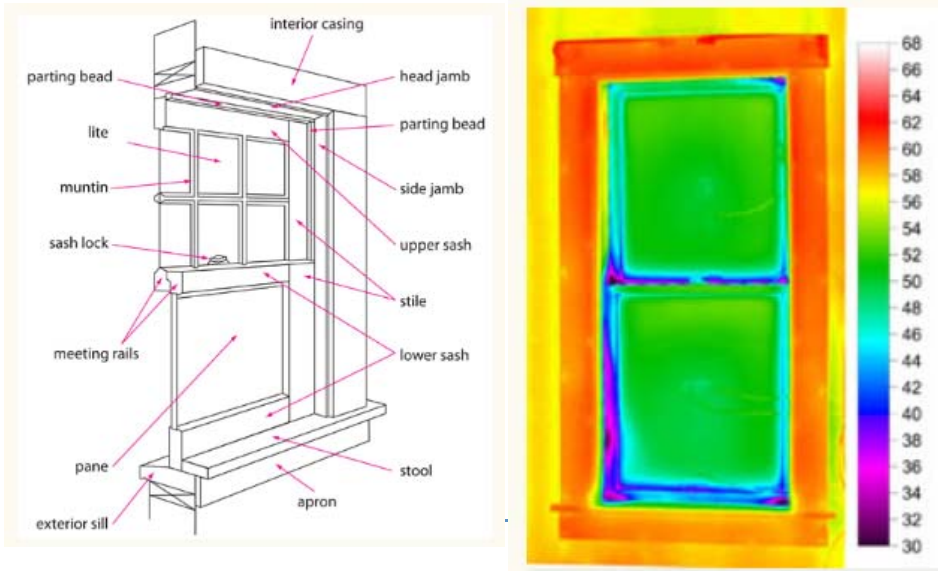 interior casing
parting bead
head jamb
lite
parting bead
muntin
side jamb
sash lock
upper sash
stile
meeting rails
lower sash
pane
stool
apron
exterior sill
68
66
64
62
60
58
56
54
52
50
48
46
44
42
40
38
36
34
32
30